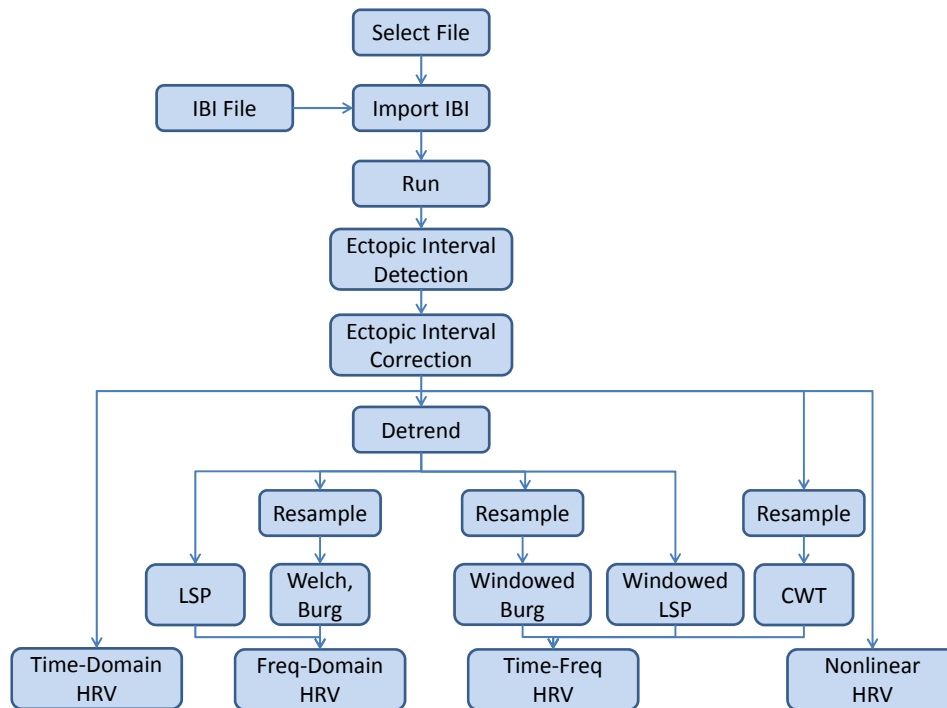 Select File
IBI File
Import IBI
Run
Ectopic Interval
Detection
Ectopic Interval
Correction
Detrend
Resample
Resample
Resample
LSP
Welch,
Burg
Windowed
Burg
Windowed
LSP
CWT
Time-Domain
HRV
Freq-Domain
HRV
Time-Freq
HRV
Nonlinear
HRV